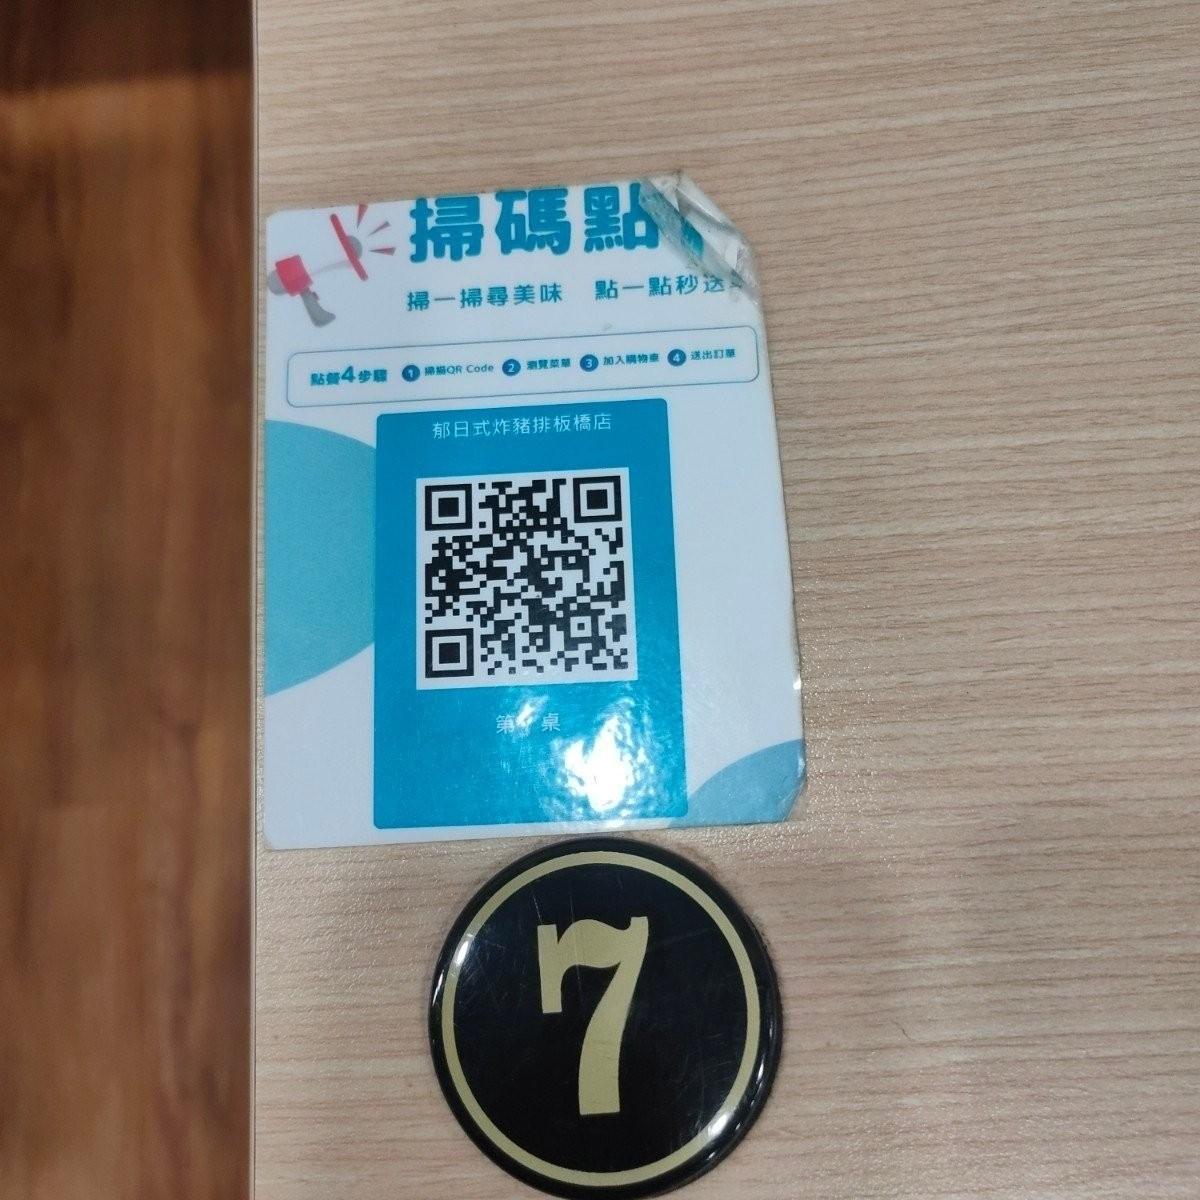 掃碼點
掃一掃尋美味 點一點秒送
點餐4步驟 1 掃描QR Code 2 瀏覽菜單 3 加入購物車 4 送出訂單
郁日式炸豬排板橋店
第7桌
7